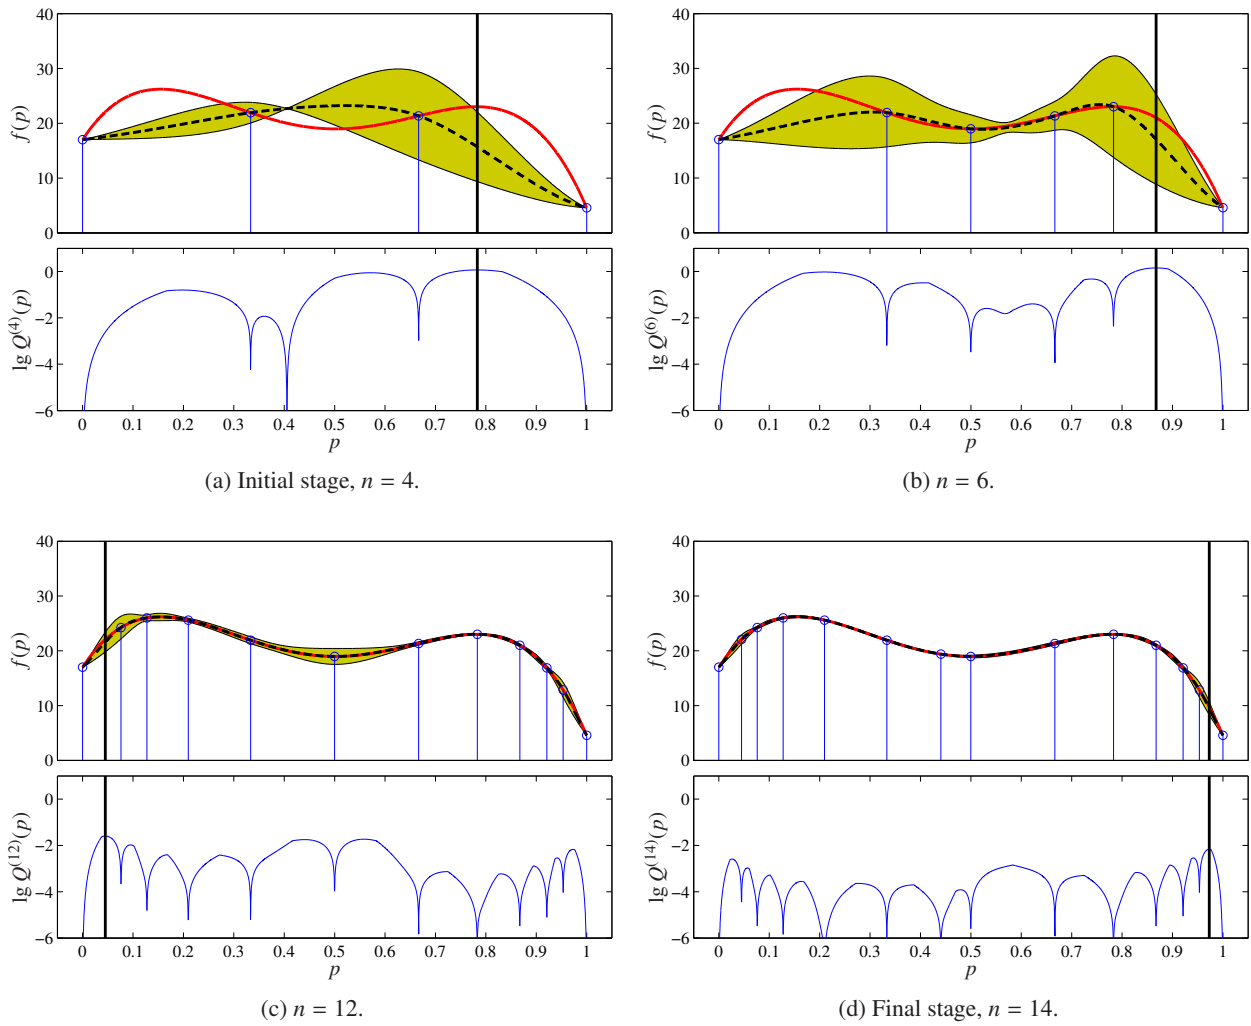 40
30
20
10
0
f(p)
0
−2
−4
−6
lg Q^(4)(p)
0 0.1 0.2 0.3 0.4 0.5 0.6 0.7 0.8 0.9 1
p
(a) Initial stage, n = 4.
40
30
20
10
0
f(p)
0
−2
−4
−6
lg Q^(6)(p)
0 0.1 0.2 0.3 0.4 0.5 0.6 0.7 0.8 0.9 1
p
(b) n = 6.
40
30
20
10
0
f(p)
0
−2
−4
−6
lg Q^(12)(p)
0 0.1 0.2 0.3 0.4 0.5 0.6 0.7 0.8 0.9 1
p
(c) n = 12.
40
30
20
10
0
f(p)
0
−2
−4
−6
lg Q^(14)(p)
0 0.1 0.2 0.3 0.4 0.5 0.6 0.7 0.8 0.9 1
p
(d) Final stage, n = 14.